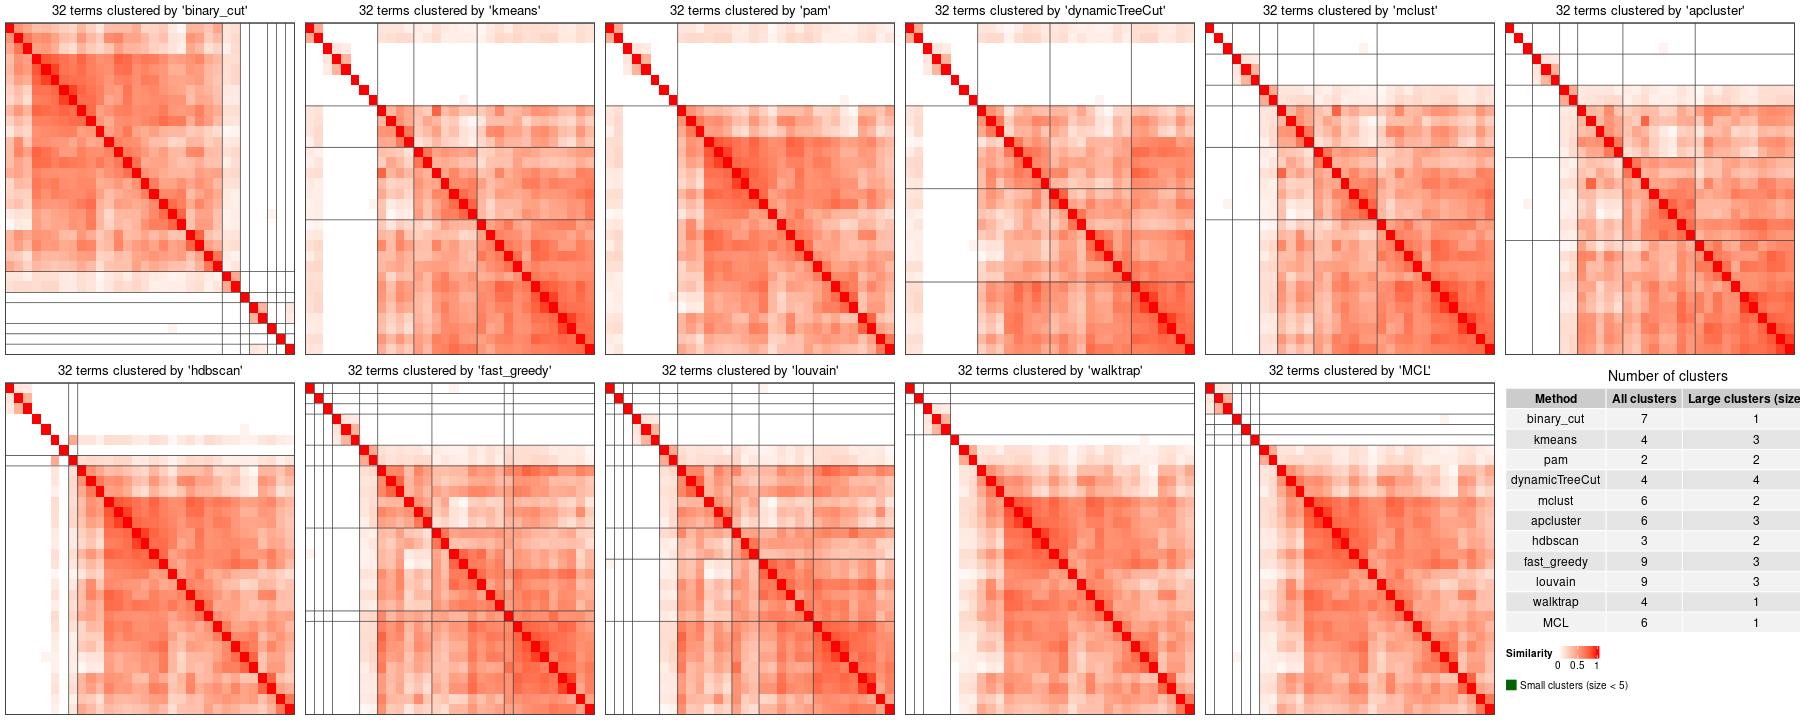 32 terms clustered by 'binary_cut'
32 terms clustered by 'kmeans'
32 terms clustered by 'pam'
32 terms clustered by 'dynamicTreeCut'
32 terms clustered by 'mclust'
32 terms clustered by 'apcluster'
32 terms clustered by 'hdbscan'
32 terms clustered by 'fast_greedy'
32 terms clustered by 'louvain'
32 terms clustered by 'walktrap'
32 terms clustered by 'MCL'
Number of clusters
Method All clusters Large clusters (size
binary_cut 7 1
kmeans 4 3
pam 2 2
dynamicTreeCut 4 4
mclust 6 2
apcluster 6 3
hdbscan 3 2
fast_greedy 9 3
louvain 9 3
walktrap 4 1
MCL 6 1
Similarity
0 0.5 1
Small clusters (size < 5)